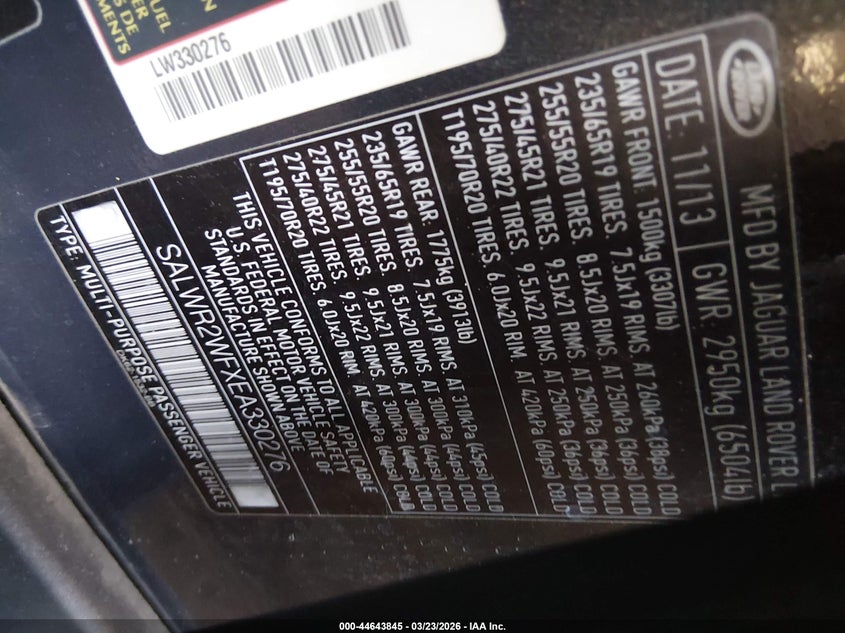 UEL
ER
S DE
MENTS
N
LW330276
LAND ROVER
MFD BY JAGUAR LAND ROVER
DATE: 11/13 GWR: 2950kg (6504lb)
GAWR FRONT: 1500kg (3307lb)
235/65R19 TIRES. 7.5Jx19 RIMS. AT 260kPa (38psi) COLD
255/55R20 TIRES. 8.5Jx20 RIMS. AT 250kPa (36psi) COLD
275/45R21 TIRES. 9.5Jx21 RIMS. AT 250kPa (36psi) COLD
275/40R22 TIRES. 9.5Jx22 RIMS. AT 250kPa (36psi) COLD
T195/70R20 TIRES. 6.0Jx20 RIM. AT 420kPa (60psi) COLD
GAWR REAR: 1775kg (3913lb)
235/65R19 TIRES. 7.5Jx19 RIMS. AT 310kPa (45psi) COLD
255/55R20 TIRES. 8.5Jx20 RIMS. AT 300kPa (44psi) COLD
275/45R21 TIRES. 9.5Jx21 RIMS. AT 300kPa (44psi) COLD
275/40R22 TIRES. 9.5Jx22 RIMS. AT 300kPa (44psi) COLD
T195/70R20 TIRES. 6.0Jx20 RIM. AT 420kPa (60psi) COLD
THIS VEHICLE CONFORMS TO ALL APPLICABLE
U.S. FEDERAL MOTOR VEHICLE SAFETY
STANDARDS IN EFFECT ON THE DATE OF
MANUFACTURE SHOWN ABOVE
SALWR2WFXEA330276
TYPE: MULTI-PURPOSE PASSENGER VEHICLE
000-44643845 - 03/23/2026 - IAA Inc.